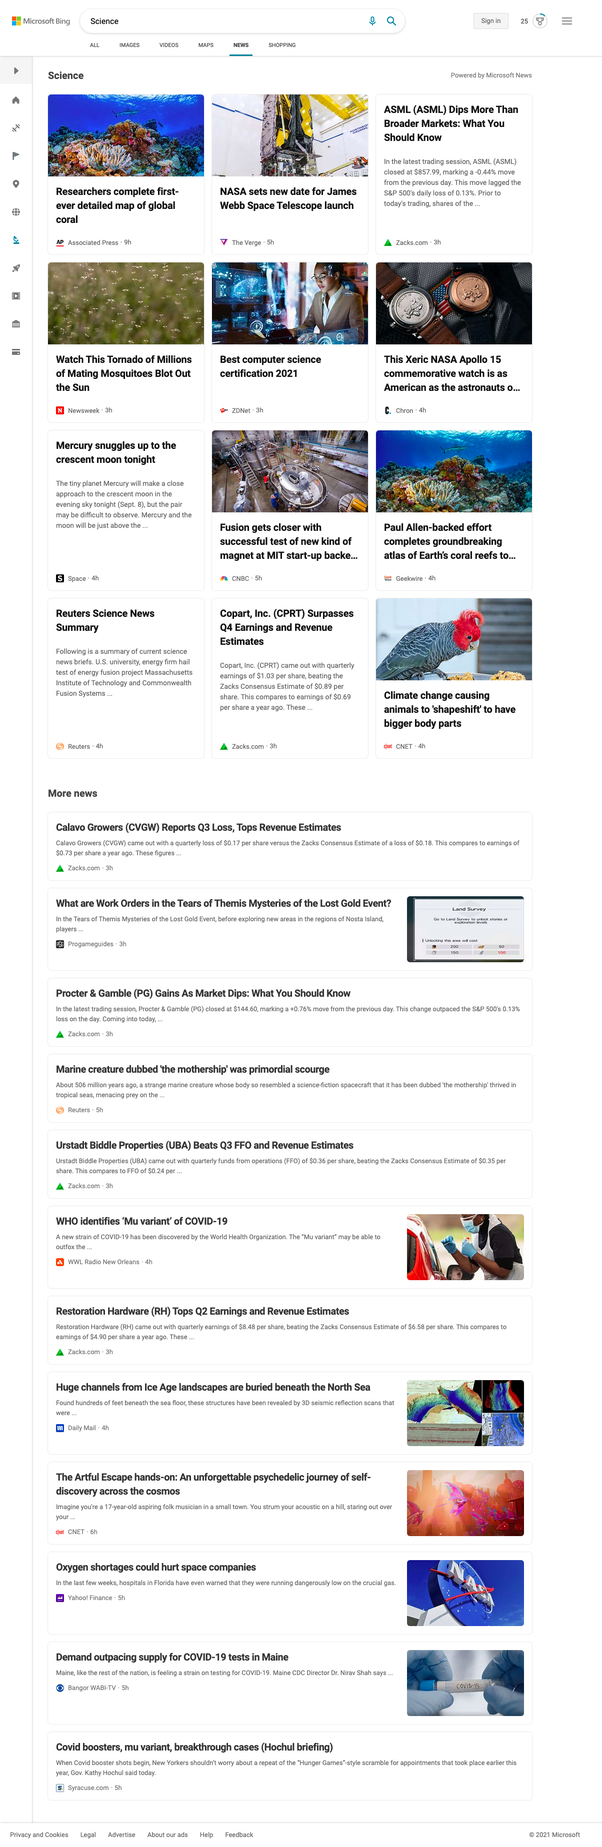 Microsoft Bing
Science
Sign in
25
ALL
IMAGES
VIDEOS
MAPS
NEWS
SHOPPING
Science
Powered by Microsoft News
Researchers complete first-
ever detailed map of global
coral
AP
Associated Press · 9h
NASA sets new date for James
Webb Space Telescope launch
The Verge · 5h
ASML (ASML) Dips More Than
Broader Markets: What You
Should Know
In the latest trading session, ASML (ASML)
closed at $857.99, marking a -0.44% move
from the previous day. This move lagged the
S&P 500's daily loss of 0.13%. Prior to
today's trading, shares of the ...
Zacks.com · 3h
Watch This Tornado of Millions
of Mating Mosquitoes Blot Out
the Sun
Newsweek · 3h
Best computer science
certification 2021
ZDNet · 3h
This Xeric NASA Apollo 15
commemorative watch is as
American as the astronauts o...
Chron · 4h
Mercury snuggles up to the
crescent moon tonight
The tiny planet Mercury will make a close
approach to the crescent moon in the
evening sky tonight (Sept. 8), but the pair
may be difficult to observe. Mercury and the
moon will be just above the ...
Space · 4h
Fusion gets closer with
successful test of new kind of
magnet at MIT start-up backe...
CNBC · 5h
Paul Allen-backed effort
completes groundbreaking
atlas of Earth's coral reefs to...
Geekwire · 4h
Reuters Science News
Summary
Following is a summary of current science
news briefs. U.S. university, energy firm hail
test of energy fusion project Massachusetts
Institute of Technology and Commonwealth
Fusion Systems ...
Reuters · 4h
Copart, Inc. (CPRT) Surpasses
Q4 Earnings and Revenue
Estimates
Copart, Inc. (CPRT) came out with quarterly
earnings of $1.03 per share, beating the
Zacks Consensus Estimate of $0.89 per
share. This compares to earnings of $0.69
per share a year ago. These ...
Zacks.com · 3h
Climate change causing
animals to 'shapeshift' to have
bigger body parts
CNET · 4h
More news
Calavo Growers (CVGW) Reports Q3 Loss, Tops Revenue Estimates
Calavo Growers (CVGW) came out with a quarterly loss of $0.17 per share versus the Zacks Consensus Estimate of a loss of $0.18. This compares to earnings of
$0.73 per share a year ago. These figures ...
Zacks.com · 3h
What are Work Orders in the Tears of Themis Mysteries of the Lost Gold Event?
In the Tears of Themis Mysteries of the Lost Gold Event, before exploring new areas in the regions of Nosta Island,
players ...
Progameguides · 3h
Land Survey
Go to Land Survey to unlock stories or
exploration levels
Unlocking this area will cost
200
50
150
100
Procter & Gamble (PG) Gains As Market Dips: What You Should Know
In the latest trading session, Procter & Gamble (PG) closed at $144.60, marking a +0.76% move from the previous day. This change outpaced the S&P 500's 0.13%
loss on the day. Coming into today, ...
Zacks.com · 3h
Marine creature dubbed 'the mothership' was primordial scourge
About 506 million years ago, a strange marine creature whose body so resembled a science-fiction spacecraft that it has been dubbed 'the mothership' thrived in
tropical seas, menacing prey on the ...
Reuters · 5h
Urstadt Biddle Properties (UBA) Beats Q3 FFO and Revenue Estimates
Urstadt Biddle Properties (UBA) came out with quarterly funds from operations (FFO) of $0.36 per share, beating the Zacks Consensus Estimate of $0.35 per
share. This compares to FFO of $0.24 per ...
Zacks.com · 3h
WHO identifies 'Mu variant' of COVID-19
A new strain of COVID-19 has been discovered by the World Health Organization. The "Mu variant" may be able to
outfox the ...
WWL Radio New Orleans · 4h
Restoration Hardware (RH) Tops Q2 Earnings and Revenue Estimates
Restoration Hardware (RH) came out with quarterly earnings of $8.48 per share, beating the Zacks Consensus Estimate of $6.58 per share. This compares to
earnings of $4.90 per share a year ago. These ...
Zacks.com · 3h
Huge channels from Ice Age landscapes are buried beneath the North Sea
Found hundreds of feet beneath the sea floor, these structures have been revealed by 3D seismic reflection scans that
were ...
Daily Mail · 4h
The Artful Escape hands-on: An unforgettable psychedelic journey of self-
discovery across the cosmos
Imagine you're a 17-year-old aspiring folk musician in a small town. You strum your acoustic on a hill, staring out over
your ...
CNET · 6h
Oxygen shortages could hurt space companies
In the last few weeks, hospitals in Florida have even warned that they were running dangerously low on the crucial gas.
Yahoo! Finance · 5h
Demand outpacing supply for COVID-19 tests in Maine
Maine, like the rest of the nation, is feeling a strain on testing for COVID-19. Maine CDC Director Dr. Nirav Shah says ...
Bangor WABI-TV · 5h
COVID-19
Covid boosters, mu variant, breakthrough cases (Hochul briefing)
When Covid booster shots begin, New Yorkers shouldn't worry about a repeat of the "Hunger Games"-style scramble for appointments that took place earlier this
year, Gov. Kathy Hochul said today.
Syracuse.com · 5h
Privacy and Cookies
Legal
Advertise
About our ads
Help
Feedback
© 2021 Microsoft